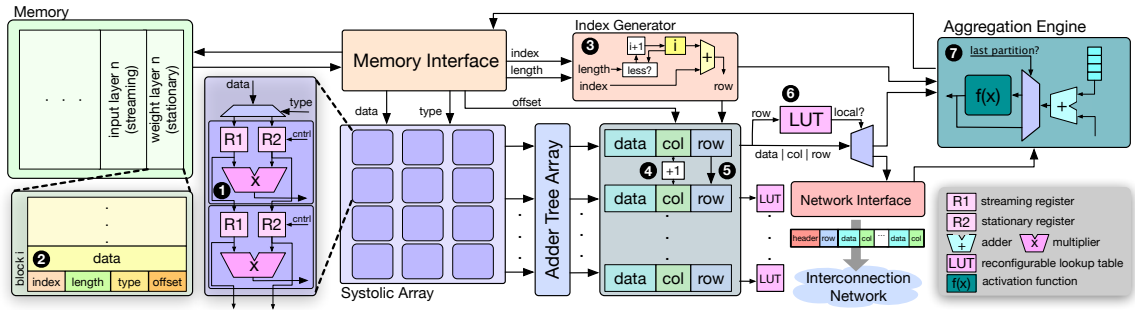 Memory
. . .
input layer n
(streaming)
weight layer n
(stationary)
block i
.
.
2
data
index
length
type
offset
data
type
R1
R2
cntrl
X
1
R1
R2
cntrl
X
Memory Interface
data
type
offset
index
length
Systolic Array
Adder Tree Array
Index Generator
3
i+1
i
length
less?
index
+
row
data
col
row
4
+1
5
data
col
row
data
col
row
LUT
LUT
row
6
LUT
local?
data | col | row
Network Interface
header
row
data
col
...
data
col
Interconnection
Network
Aggregation Engine
7
last partition?
f(x)
+
R1
streaming register
R2
stationary register
+
adder
X
multiplier
LUT
reconfigurable lookup table
f(x)
activation function